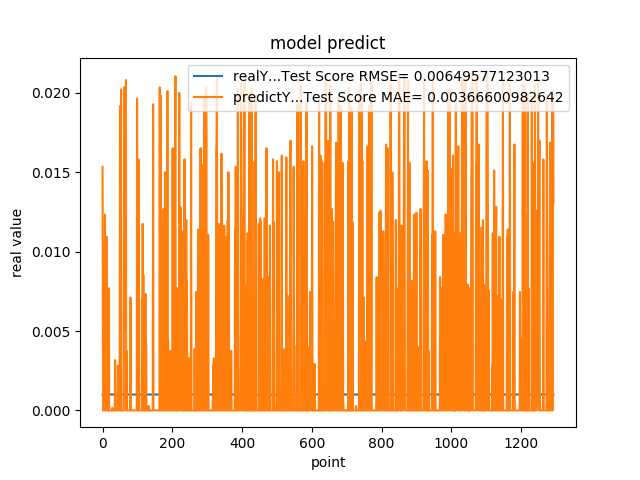 model predict
realY...Test Score RMSE= 0.00649577123013
predictY...Test Score MAE= 0.00366600982642
0.020
0.015
0.010
0.005
0.000
real value
0 200 400 600 800 1000 1200
point